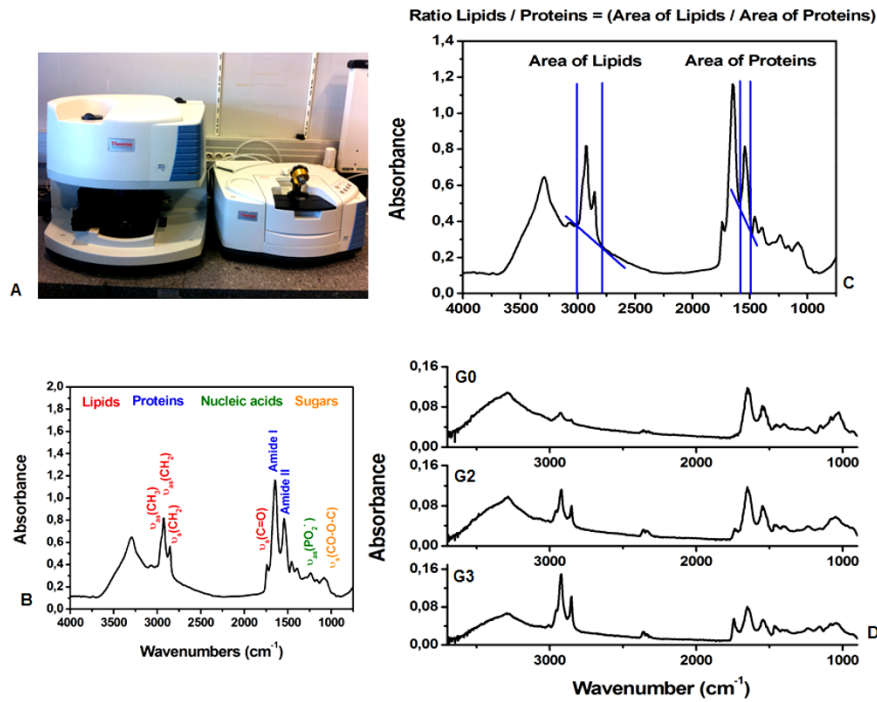 Ratio Lipids / Proteins = (Area of Lipids / Area of Proteins)
Thermo
A
1,4
1,2
1,0
0,8
0,6
0,4
0,2
0,0
Absorbance
Area of Lipids
Area of Proteins
4000 3500 3000 2500 2000 1500 1000
C
2,0
1,8
1,6
1,4
1,2
1,0
0,8
0,6
0,4
0,2
0,0
Absorbance
Lipids Proteins Nucleic acids Sugars
υas(CH3)
υas(CH2)
υs(CH2)
υs(C=O)
Amide I
Amide II
υas(PO2-)
υs(CO-O-C)
4000 3500 3000 2500 2000 1500 1000
Wavenumbers (cm-1)
B
Absorbance
0,16
0,08
0,00
G0
3000 2000 1000
0,16
0,08
0,00
G2
3000 2000 1000
0,16
0,08
0,00
G3
3000 2000 1000
Wavenumber (cm-1)
D